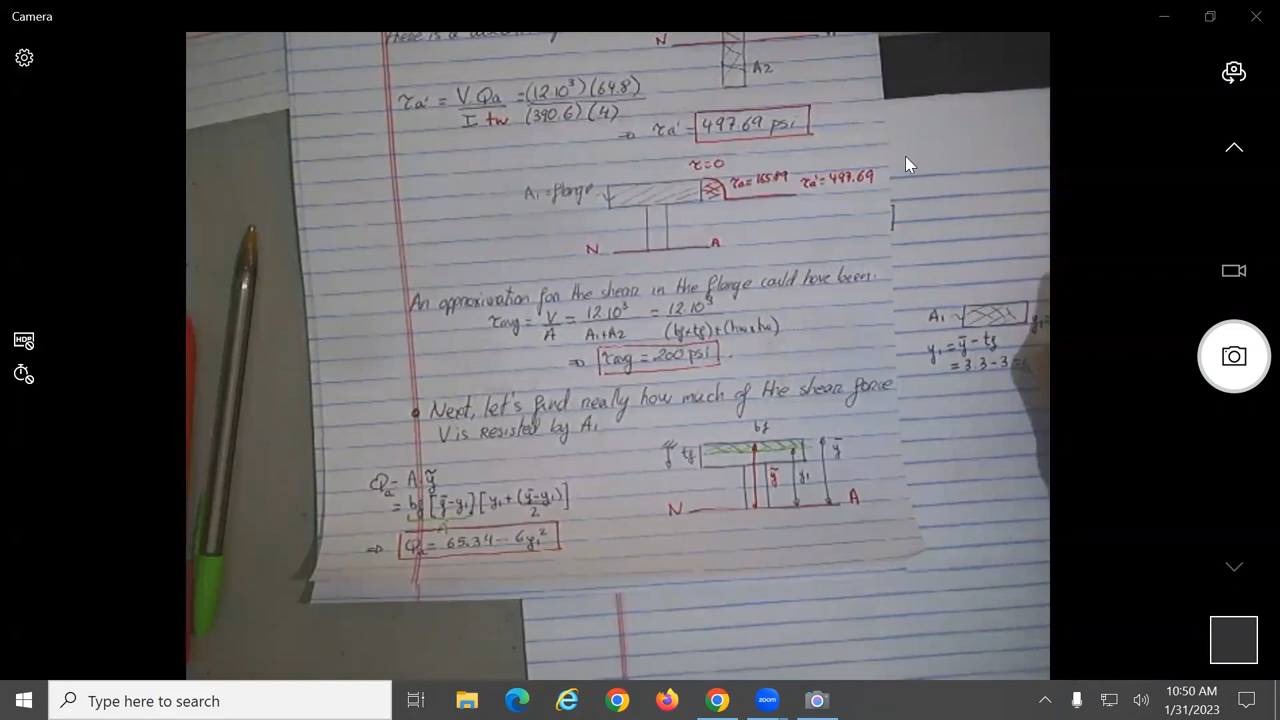 Camera
There is a
N
A2
τa' = V Qa / I tw = (12·10³)(64.8) / (390.6)(4)
⇒ τa' = 497.69 psi
τ=0
A₁ = flange
τa=165.89 τa'=497.69
N A
An approximation for the shear in the flange could have been:
τavg = V/A = 12·10³ / A₁+A₂ = 12·10³ / (bf×tf)+(hw×tw)
⇒ τavg = 200 psi.
A₁
y₁ = ȳ - tf
= 3.3 - 3 =
• Next, let's find really how much of the shear force
V is resisted by A₁
bf
tf
ȳ
ỹ
y₁
N A
Qa = A ỹ
= bf [ȳ-y₁][y₁+(ȳ-y₁)/2]
⇒ Qa = 65.34 - 6y₁²
Type here to search
zoom
10:50 AM
1/31/2023